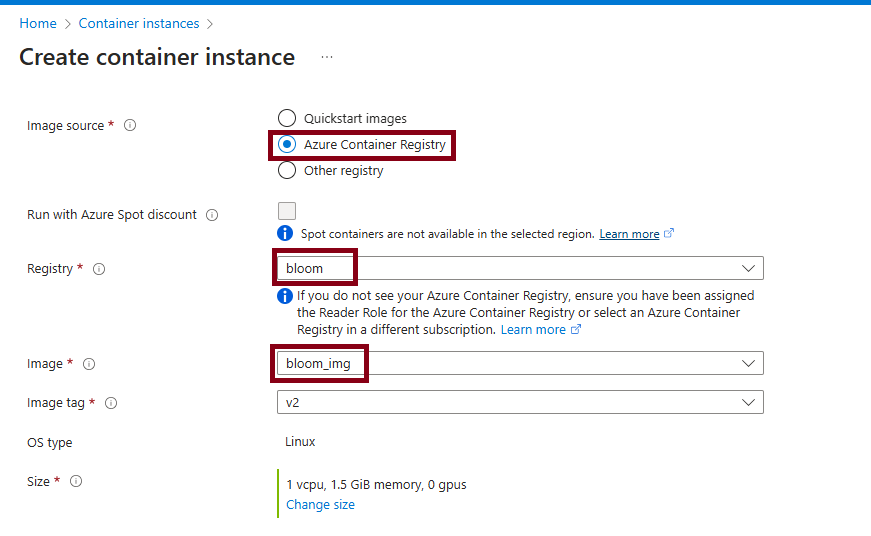 Home > Container instances >
Create container instance ...
Image source *
Quickstart images
Azure Container Registry
Other registry
Run with Azure Spot discount
Spot containers are not available in the selected region. Learn more
Registry *
bloom
If you do not see your Azure Container Registry, ensure you have been assigned
the Reader Role for the Azure Container Registry or select an Azure Container
Registry in a different subscription. Learn more
Image *
bloom_img
Image tag *
v2
OS type
Linux
Size *
1 vcpu, 1.5 GiB memory, 0 gpus
Change size